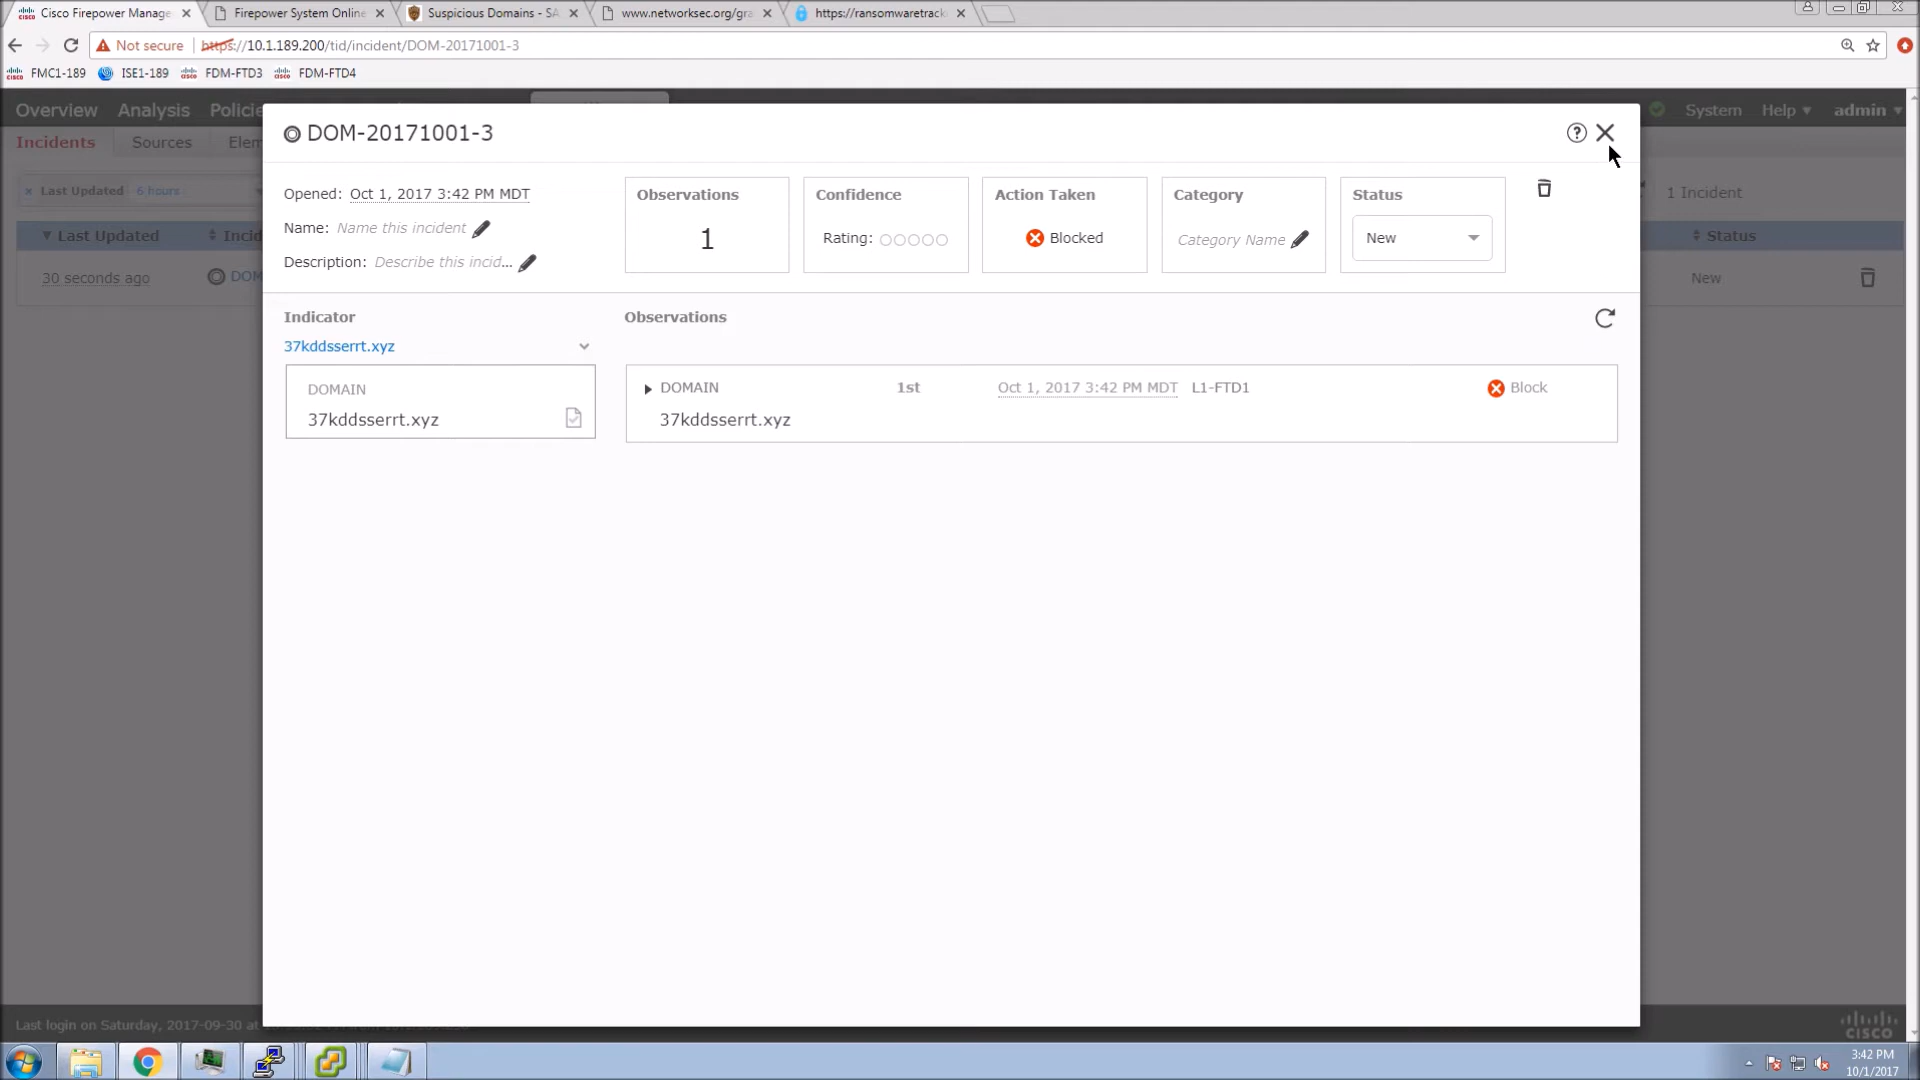 Cisco Firepower Manage
Firepower System Online
Suspicious Domains - SA
www.networksec.org/gra
https://ransomwaretrack
Not secure
https://10.1.189.200/tid/incident/DOM-20171001-3
FMC1-189
ISE1-189
FDM-FTD3
FDM-FTD4
Overview
Analysis
Policie
System
Help
admin
Incidents
Sources
Elem
DOM-20171001-3
Last Updated
6 hours
1 Incident
Last Updated
Incid
Status
30 seconds ago
DOM
New
Opened: Oct 1, 2017 3:42 PM MDT
Name: Name this incident
Description: Describe this incid...
Observations
1
Confidence
Rating:
Action Taken
Blocked
Category
Category Name
Status
New
Indicator
37kddsserrt.xyz
DOMAIN
37kddsserrt.xyz
Observations
DOMAIN 1st Oct 1, 2017 3:42 PM MDT L1-FTD1 Block
37kddsserrt.xyz
Last login on Saturday, 2017-09-30 at
CISCO
3:42 PM
10/1/2017